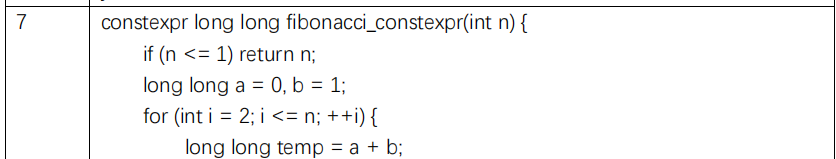 7
constexpr long long fibonacci_constexpr(int n) {
if (n <= 1) return n;
long long a = 0, b = 1;
for (int i = 2; i <= n; ++i) {
long long temp = a + b;